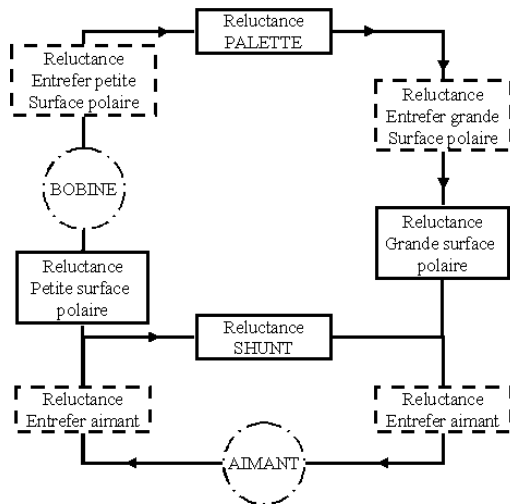 Reluctance
PALETTE
Reluctance
Entrefer petite
Surface polaire
Reluctance
Entrefer grande
Surface polaire
BOBINE
Reluctance
Petite surface
polaire
Reluctance
Grande surface
polaire
Reluctance
SHUNT
Reluctance
Entrefer aimant
Reluctance
Entrefer aimant
AIMANT